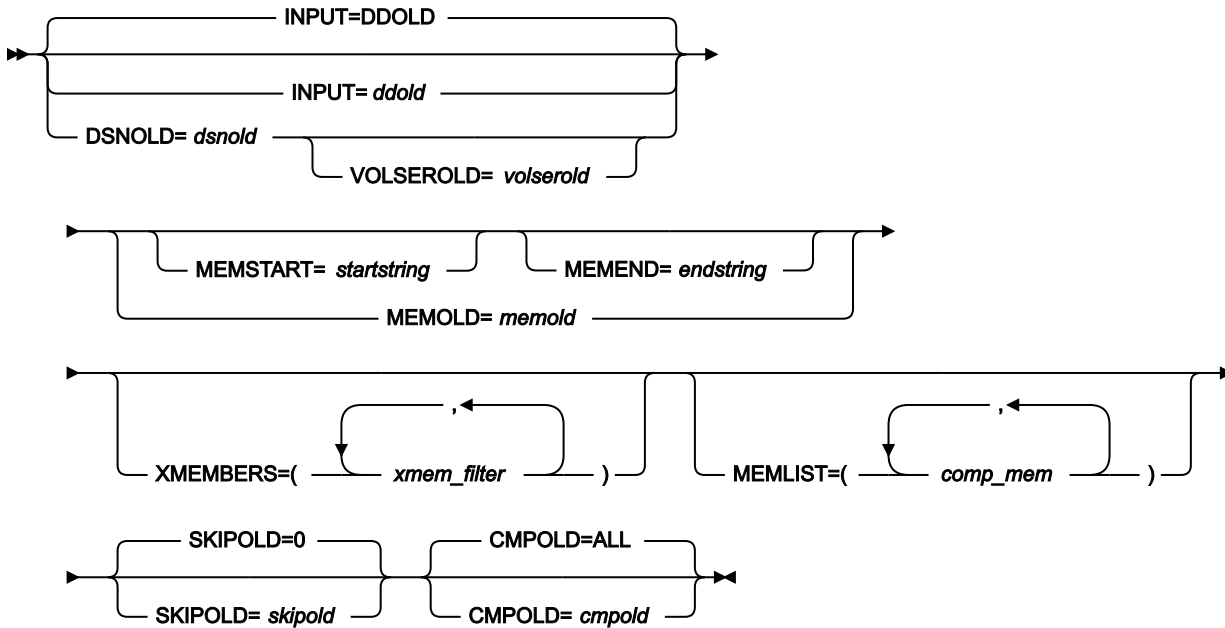 INPUT=DDOLD
INPUT= ddold
DSNOLD= dsnold
VOLSEROLD= volserold
MEMSTART= startstring MEMEND= endstring
MEMOLD= memold
, ,
XMEMBERS=( xmem_filter ) MEMLIST=( comp_mem )
SKIPOLD=0 CMPOLD=ALL
SKIPOLD= skipold CMPOLD= cmpold